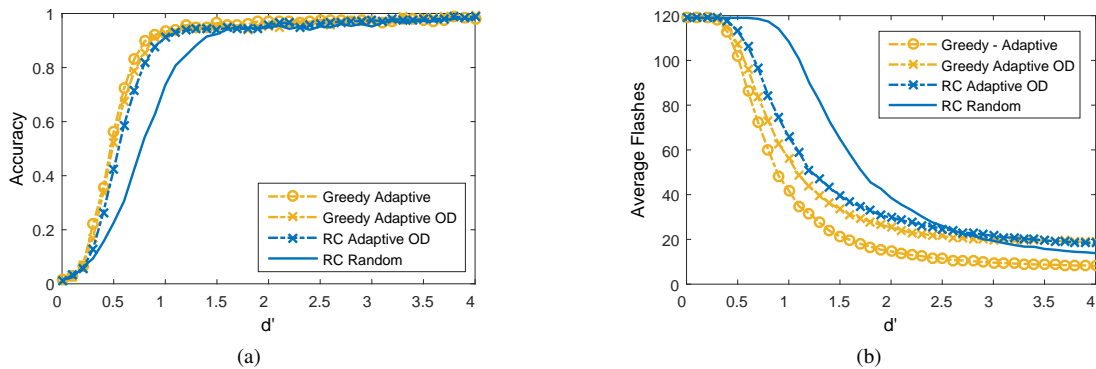 1
0.8
0.6
0.4
0.2
0
Accuracy
Greedy Adaptive
Greedy Adaptive OD
RC Adaptive OD
RC Random
0 0.5 1 1.5 2 2.5 3 3.5 4
d'
(a)
120
100
80
60
40
20
0
Average Flashes
Greedy - Adaptive
Greedy Adaptive OD
RC Adaptive OD
RC Random
0 0.5 1 1.5 2 2.5 3 3.5 4
d'
(b)